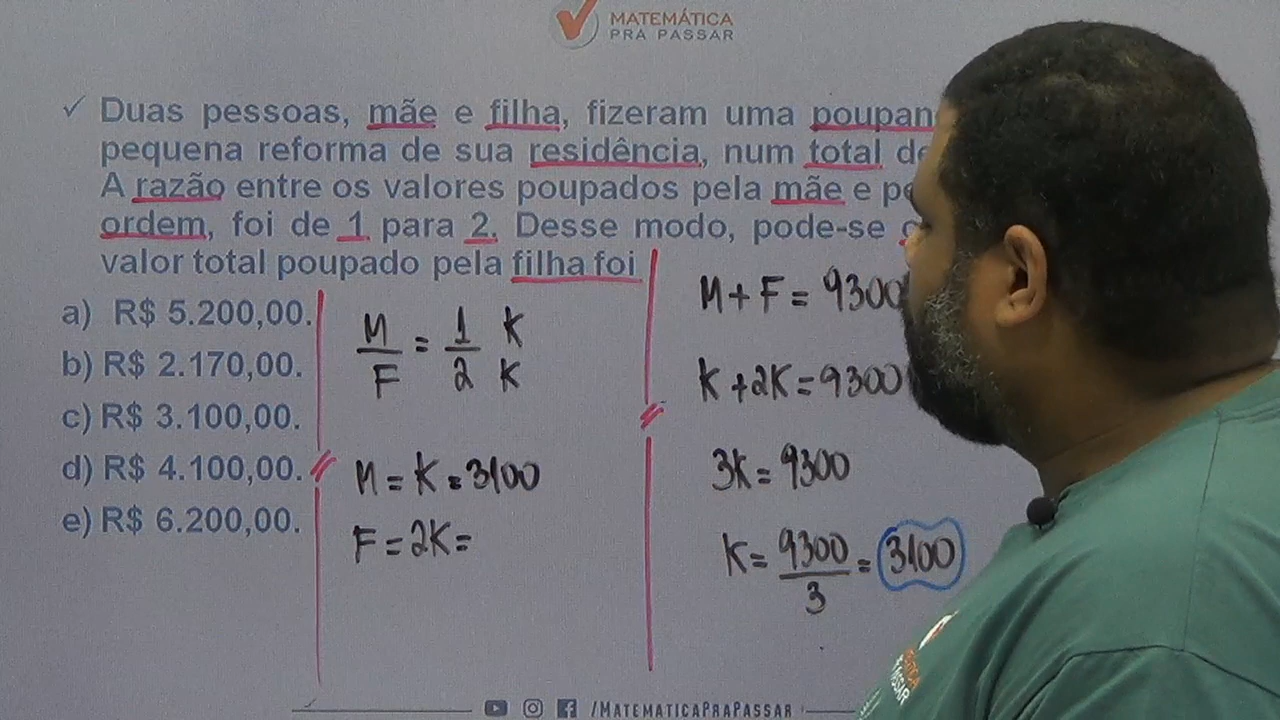 MATEMÁTICA
PRA PASSAR
✓ Duas pessoas, mãe e filha, fizeram uma
pequena reforma de sua residência, num total
A razão entre os valores poupados pela mãe e
ordem, foi de 1 para 2. Desse modo, pode-se
valor total poupado pela filha foi
a) R$ 5.200,00.
b) R$ 2.170,00.
c) R$ 3.100,00.
d) R$ 4.100,00.
e) R$ 6.200,00.
M/F = 1/2 K/K
M = K = 3100
F = 2K =
M + F = 9300
K + 2K = 9300
3K = 9300
K = 9300/3 = 3100
/MATEMATICAPRAPASSAR